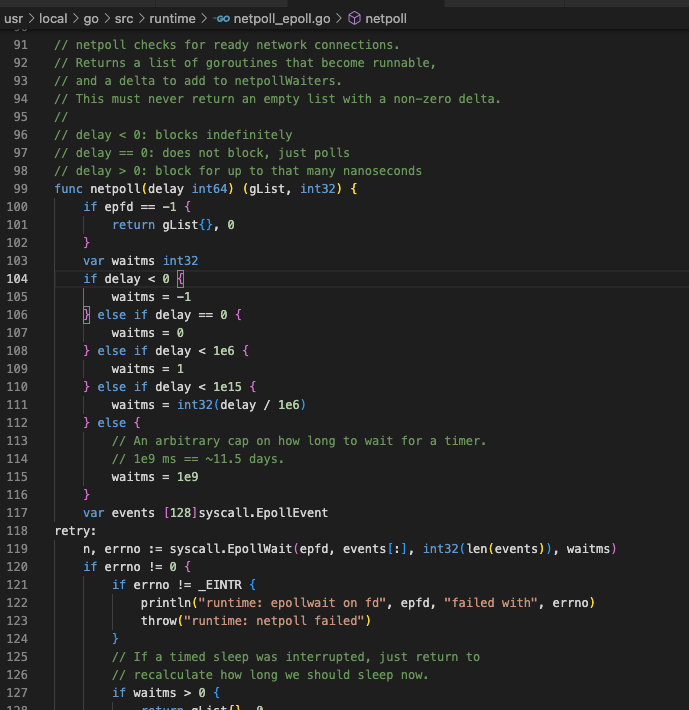 usr > local > go > src > runtime > netpoll_epoll.go > netpoll
91 // netpoll checks for ready network connections.
92 // Returns a list of goroutines that become runnable,
93 // and a delta to add to netpollWaiters.
94 // This must never return an empty list with a non-zero delta.
95 //
96 // delay < 0: blocks indefinitely
97 // delay == 0: does not block, just polls
98 // delay > 0: block for up to that many nanoseconds
99 func netpoll(delay int64) (gList, int32) {
100     if epfd == -1 {
101         return gList{}, 0
102     }
103     var waitms int32
104     if delay < 0 {
105         waitms = -1
106     } else if delay == 0 {
107         waitms = 0
108     } else if delay < 1e6 {
109         waitms = 1
110     } else if delay < 1e15 {
111         waitms = int32(delay / 1e6)
112     } else {
113         // An arbitrary cap on how long to wait for a timer.
114         // 1e9 ms == ~11.5 days.
115         waitms = 1e9
116     }
117     var events [128]syscall.EpollEvent
118 retry:
119     n, errno := syscall.EpollWait(epfd, events[:], int32(len(events)), waitms)
120     if errno != 0 {
121         if errno != _EINTR {
122             println("runtime: epollwait on fd", epfd, "failed with", errno)
123             throw("runtime: netpoll failed")
124         }
125         // If a timed sleep was interrupted, just return to
126         // recalculate how long we should sleep now.
127         if waitms > 0 {
128             return gList{}, 0